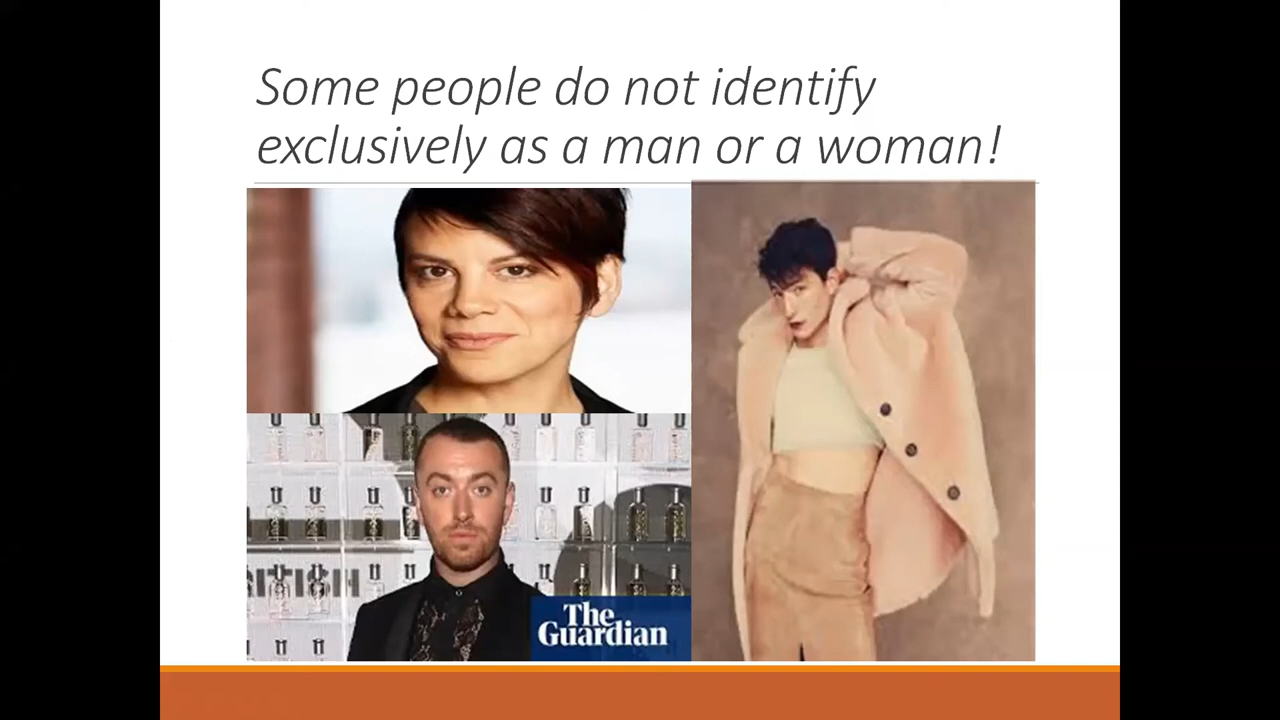 Some people do not identify
exclusively as a man or a woman!
The
Guardian